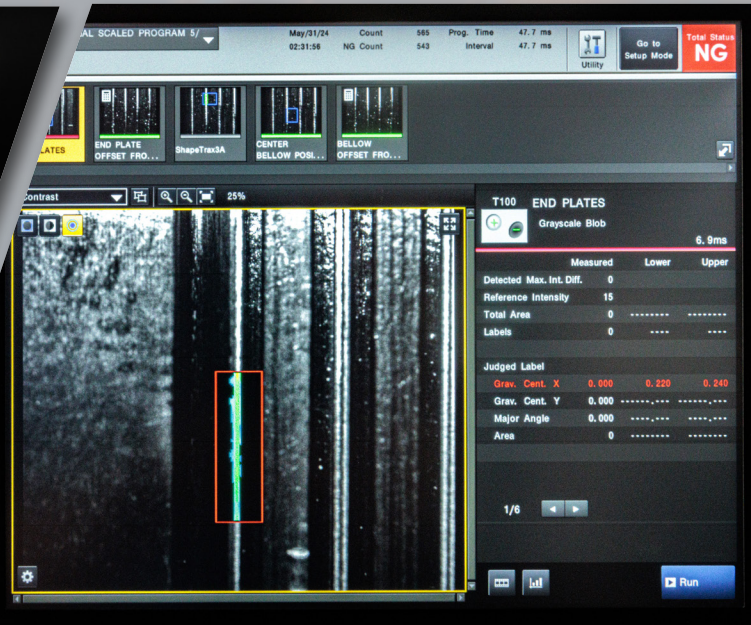 AL SCALED PROGRAM 5/
May/31/24 Count 565 Prog. Time 47.7 ms
02:31:56 NG Count 543 Interval 47.7 ms
Utility
Go to
Setup Mode
Total Status
NG
LATES
END PLATE
OFFSET FRO...
ShapeTrax3A
CENTER
BELLOW POSI...
BELLOW
OFFSET FRO...
ontrast
25%
T100 END PLATES
Grayscale Blob
6.9ms
Measured Lower Upper
Detected Max. Int. Diff. 0
Reference Intensity 15
Total Area 0 -------- --------
Labels 0 ---- ----
Judged Label
Grav. Cent. X 0.000 0.220 0.240
Grav. Cent. Y 0.000 ------.--- ------.---
Major Angle 0.000 ----.--- ----.---
Area 0 -------- --------
1/6
Run